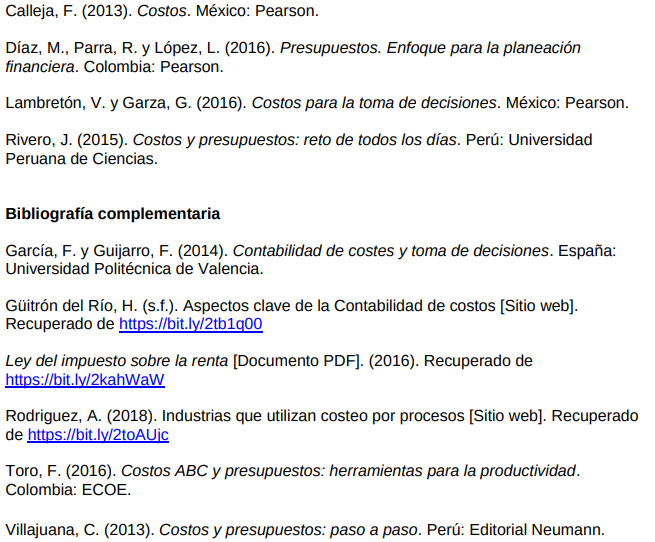 Calleja, F. (2013). Costos. México: Pearson.
Díaz, M., Parra, R. y López, L. (2016). Presupuestos. Enfoque para la planeación
financiera. Colombia: Pearson.
Lambretón, V. y Garza, G. (2016). Costos para la toma de decisiones. México: Pearson.
Rivero, J. (2015). Costos y presupuestos: reto de todos los días. Perú: Universidad
Peruana de Ciencias.
Bibliografía complementaria
García, F. y Guijarro, F. (2014). Contabilidad de costes y toma de decisiones. España:
Universidad Politécnica de Valencia.
Güitrón del Río, H. (s.f.). Aspectos clave de la Contabilidad de costos [Sitio web].
Recuperado de https://bit.ly/2tb1q00
Ley del impuesto sobre la renta [Documento PDF]. (2016). Recuperado de
https://bit.ly/2kahWaW
Rodriguez, A. (2018). Industrias que utilizan costeo por procesos [Sitio web]. Recuperado
de https://bit.ly/2toAUjc
Toro, F. (2016). Costos ABC y presupuestos: herramientas para la productividad.
Colombia: ECOE.
Villajuana, C. (2013). Costos y presupuestos: paso a paso. Perú: Editorial Neumann.